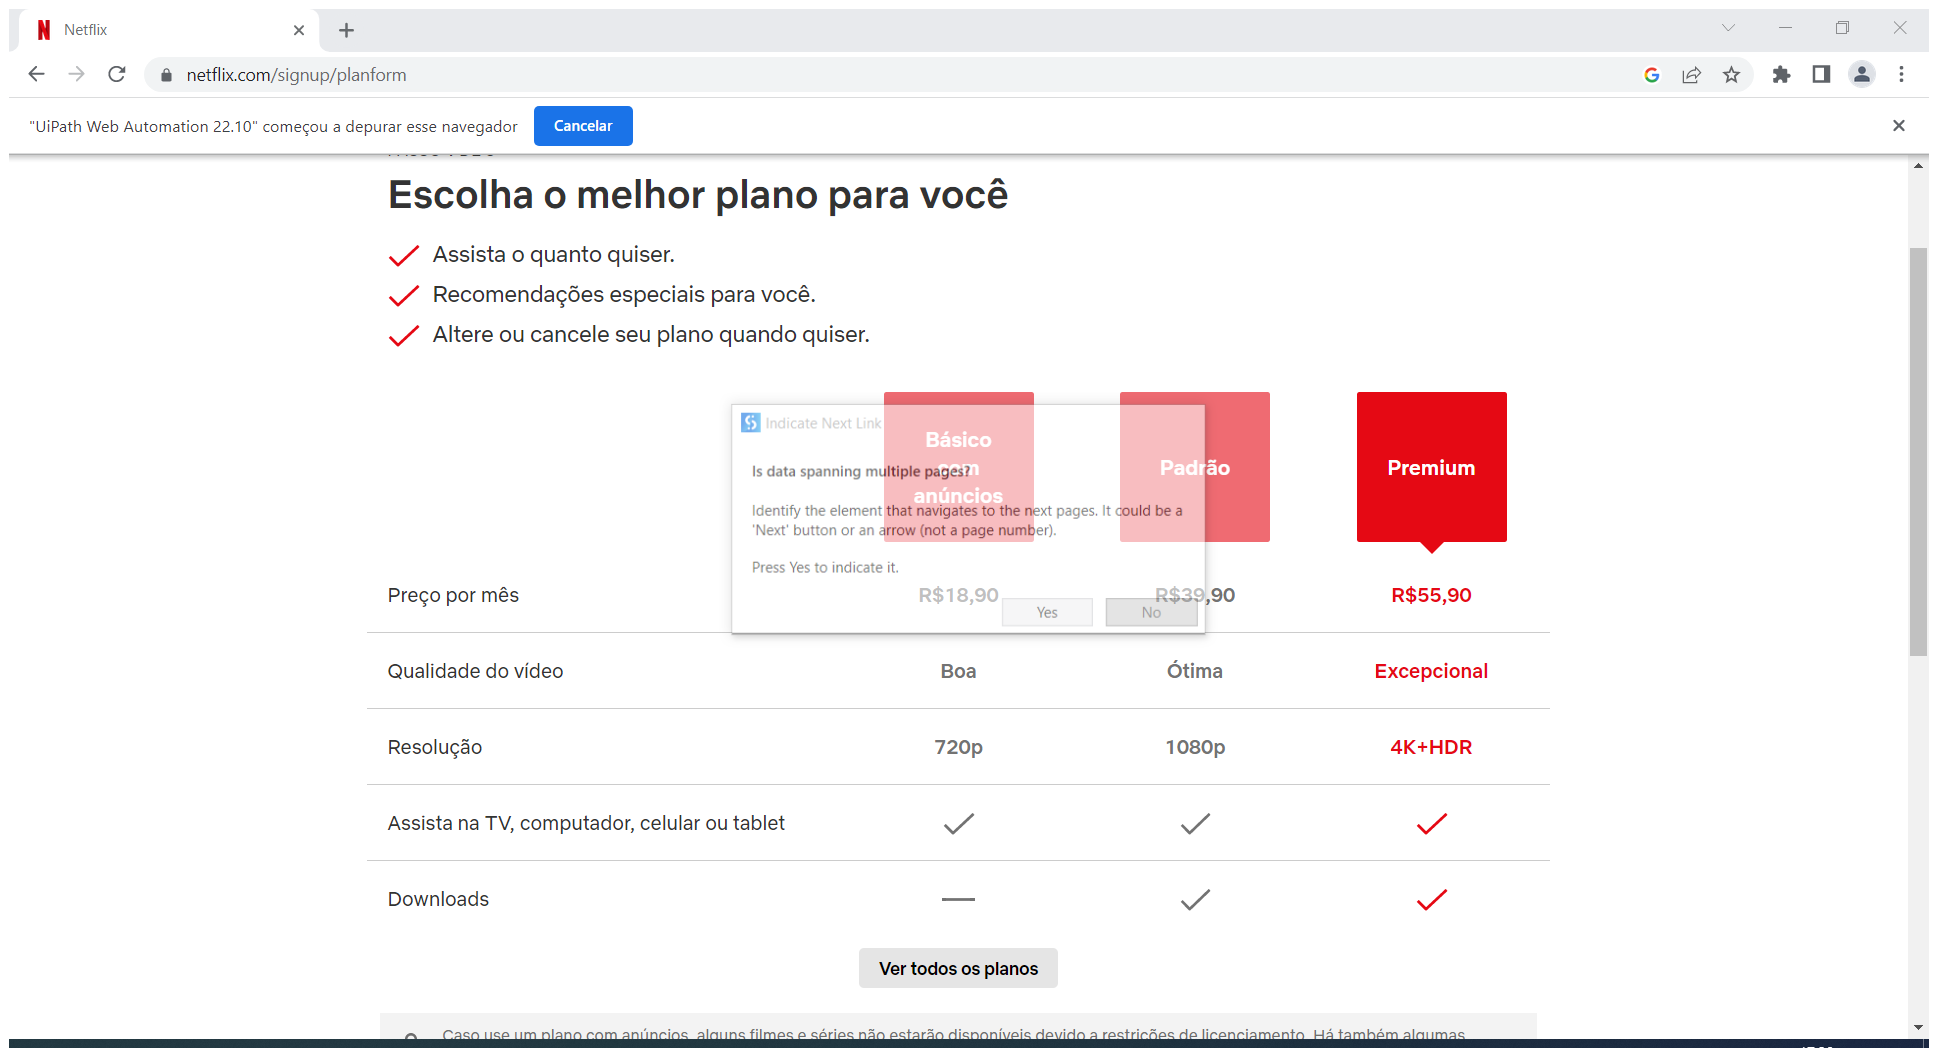 Netflix
netflix.com/signup/planform
"UiPath Web Automation 22.10" começou a depurar esse navegador
Cancelar
Escolha o melhor plano para você
Assista o quanto quiser.
Recomendações especiais para você.
Altere ou cancele seu plano quando quiser.
Indicate Next Link
Is data spanning multiple pages?
Identify the element that navigates to the next pages. It could be a
'Next' button or an arrow (not a page number).
Press Yes to indicate it.
Yes
No
Básico
com
anúncios
Padrão
Premium
Preço por mês R$18,90 R$39,90 R$55,90
Qualidade do vídeo Boa Ótima Excepcional
Resolução 720p 1080p 4K+HDR
Assista na TV, computador, celular ou tablet
Downloads
Ver todos os planos
Caso use um plano com anúncios, alguns filmes e séries não estarão disponíveis devido a restrições de licenciamento. Há também algumas